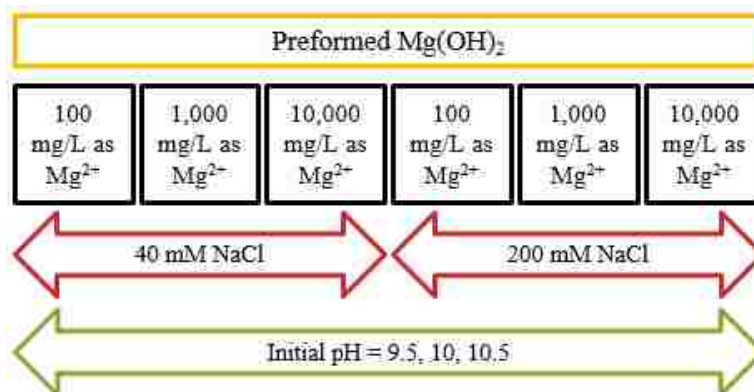 Preformed Mg(OH)₂
100 mg/L as Mg²⁺
1,000 mg/L as Mg²⁺
10,000 mg/L as Mg²⁺
100 mg/L as Mg²⁺
1,000 mg/L as Mg²⁺
10,000 mg/L as Mg²⁺
40 mM NaCl
200 mM NaCl
Initial pH = 9.5, 10, 10.5